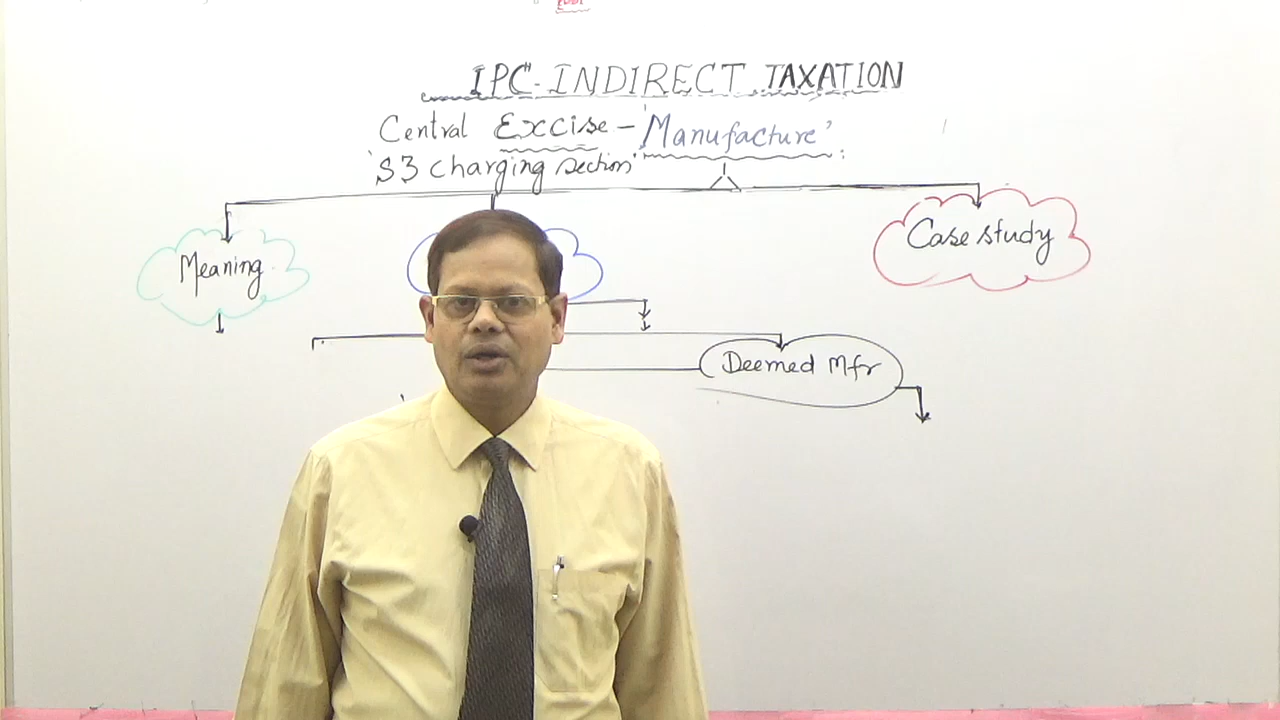 IPC-INDIRECT TAXATION
Central Excise - 'Manufacture'
'S3 charging section'
Meaning
Case study
Deemed Mfr